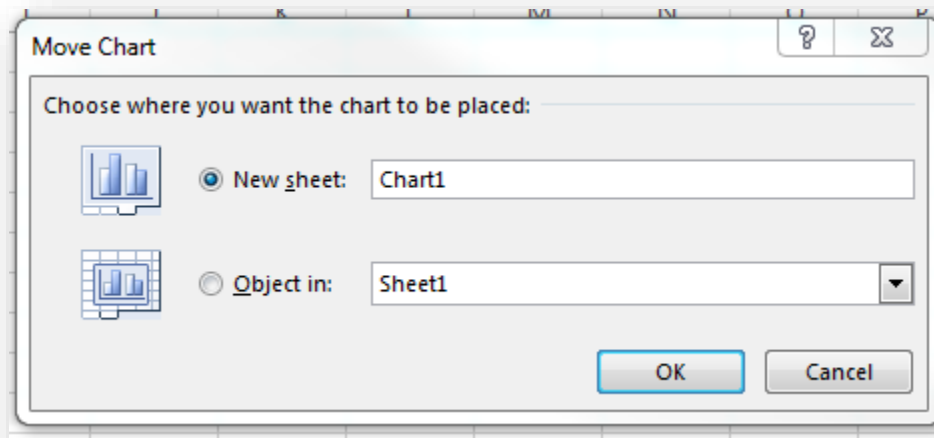 K
M
N
Move Chart
Choose where you want the chart to be placed:
New sheet: Chart1
Object in: Sheet1
OK Cancel